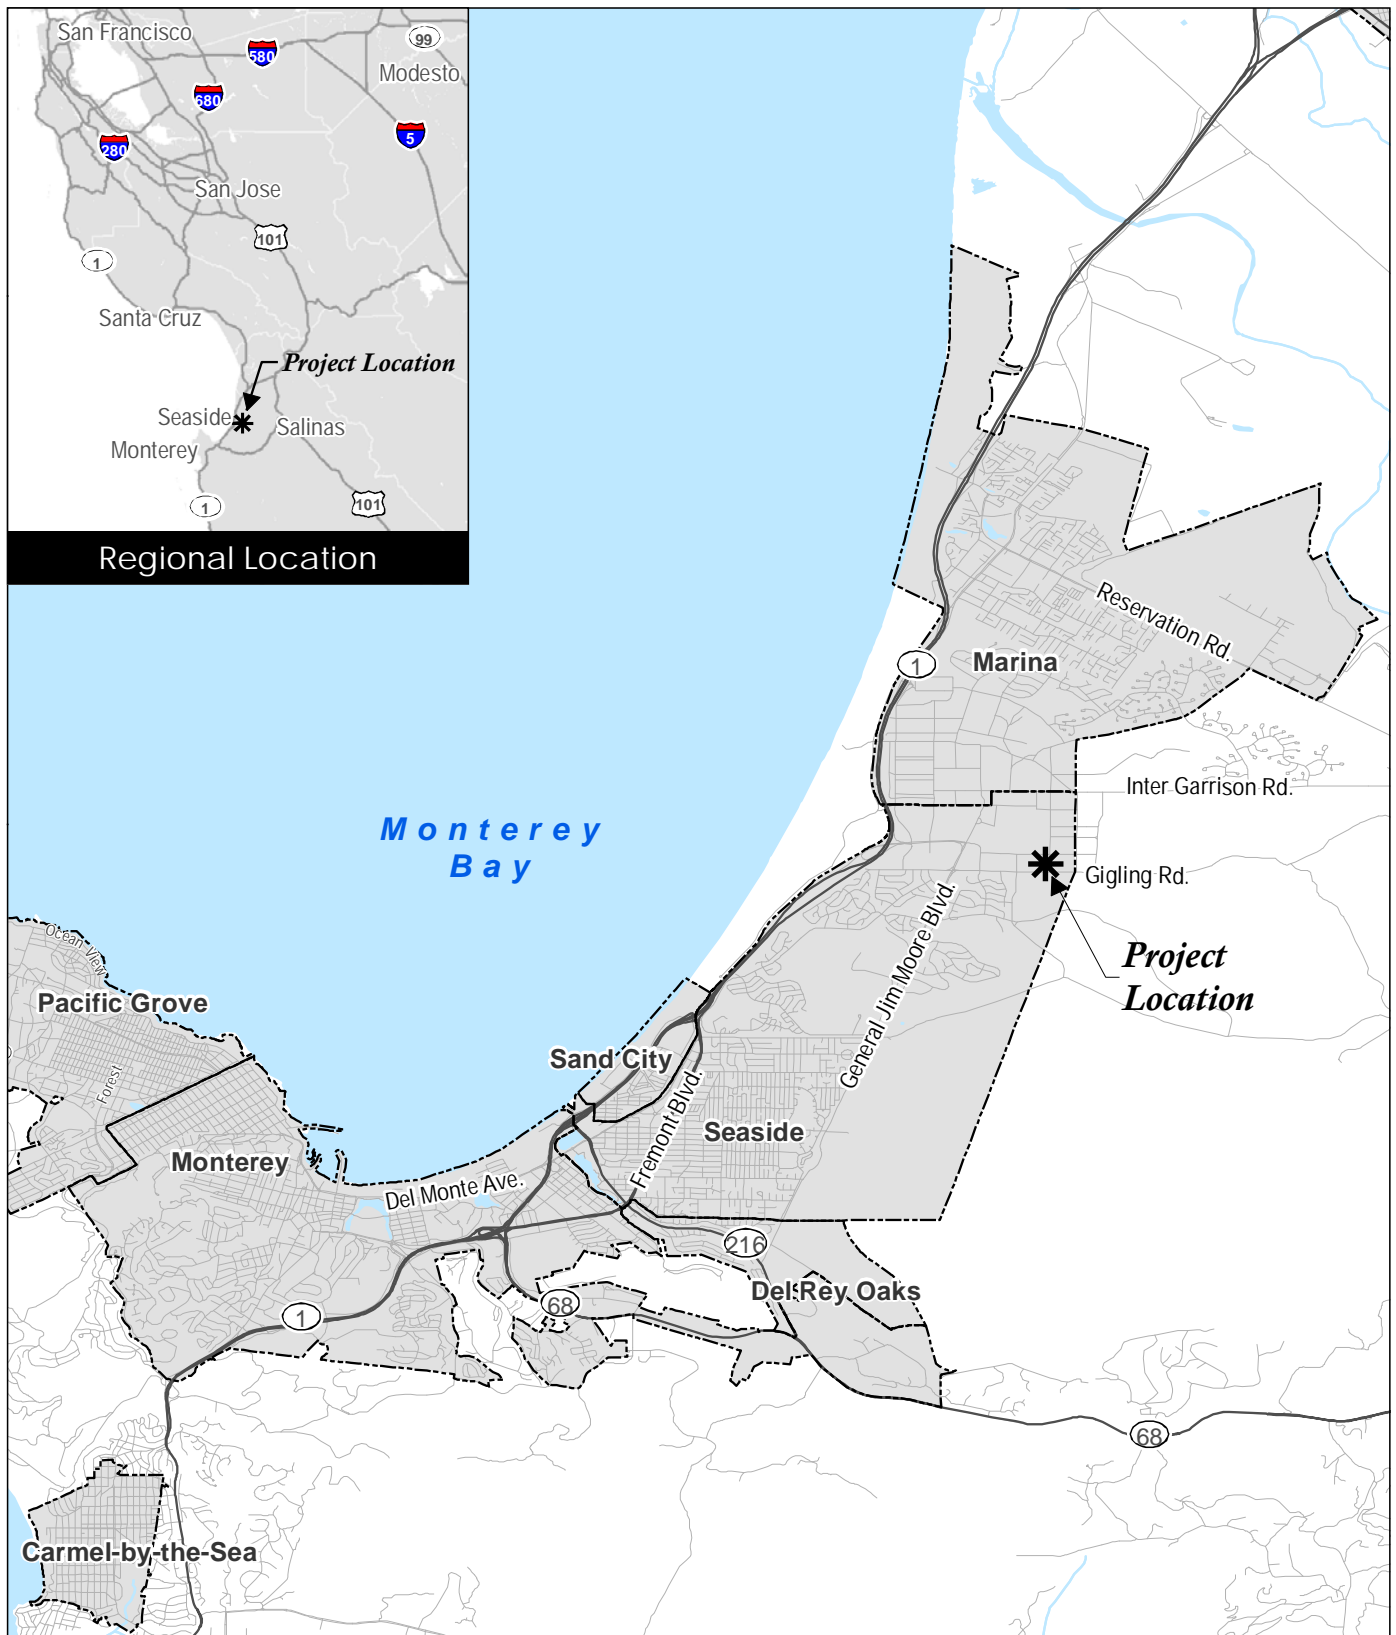 San Francisco
580
99
Modesto
680
5
280
San Jose
101
1
Santa Cruz
Project Location
Seaside
Salinas
Monterey
1
101
Regional Location
Reservation Rd.
1
Marina
Inter Garrison Rd.
Monterey
Bay
Gigling Rd.
General Jim Moore Blvd.
Project
Location
Ocean View
Pacific Grove
Sand City
Forest
Fremont Blvd.
Seaside
Monterey
Del Monte Ave.
216
Del Rey Oaks
68
1
68
Carmel-by-the-Sea